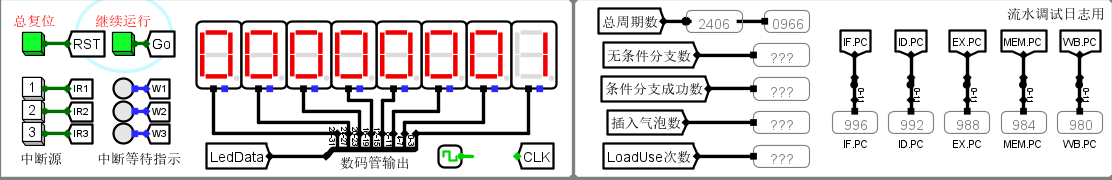 总复位
继续运行
RST
Go
1
IR1
2
IR2
3
IR3
W1
W2
W3
中断源
中断等待指示
LedData
数码管输出
CLK
总周期数
2406
0966
无条件分支数
???
条件分支成功数
???
插入气泡数
???
LoadUse次数
???
流水调试日志用
IF.PC
ID.PC
EX.PC
MEM.PC
WB.PC
996
992
988
984
980
IF.PC
ID.PC
EX.PC
MEM.PC
WB.PC